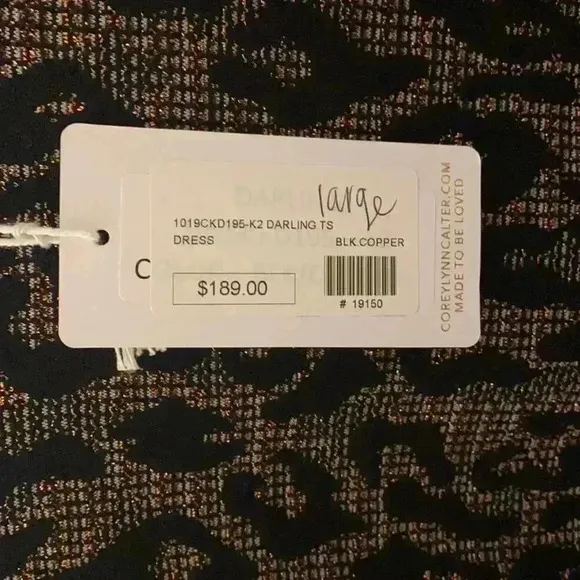 large
1019CKD195-K2 DARLING TS
DRESS BLK.COPPER
C
$189.00
# 19150
COREYLYNNCALTER.COM
MADE TO BE LOVED